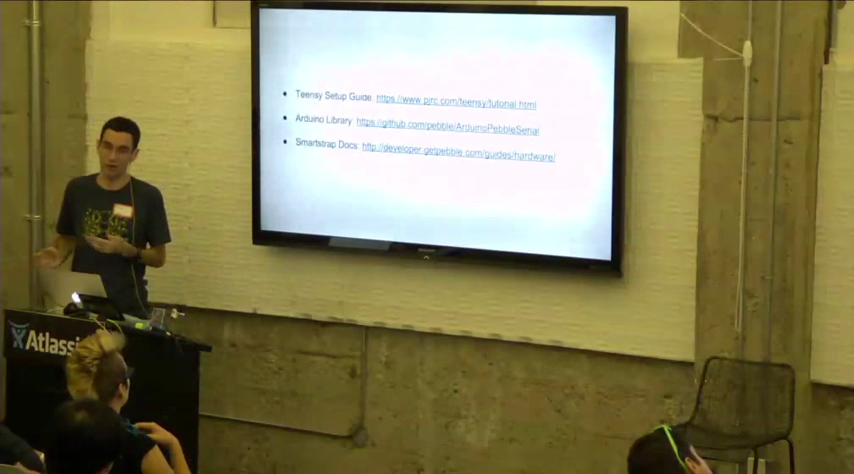 Teensy Setup Guide: https://www.pjrc.com/teensy/tutorial.html
Arduino Library: https://github.com/pebble/ArduinoPebbleSerial
Smartstrap Docs: http://developer.getpebble.com/guides/hardware/
Atlassi